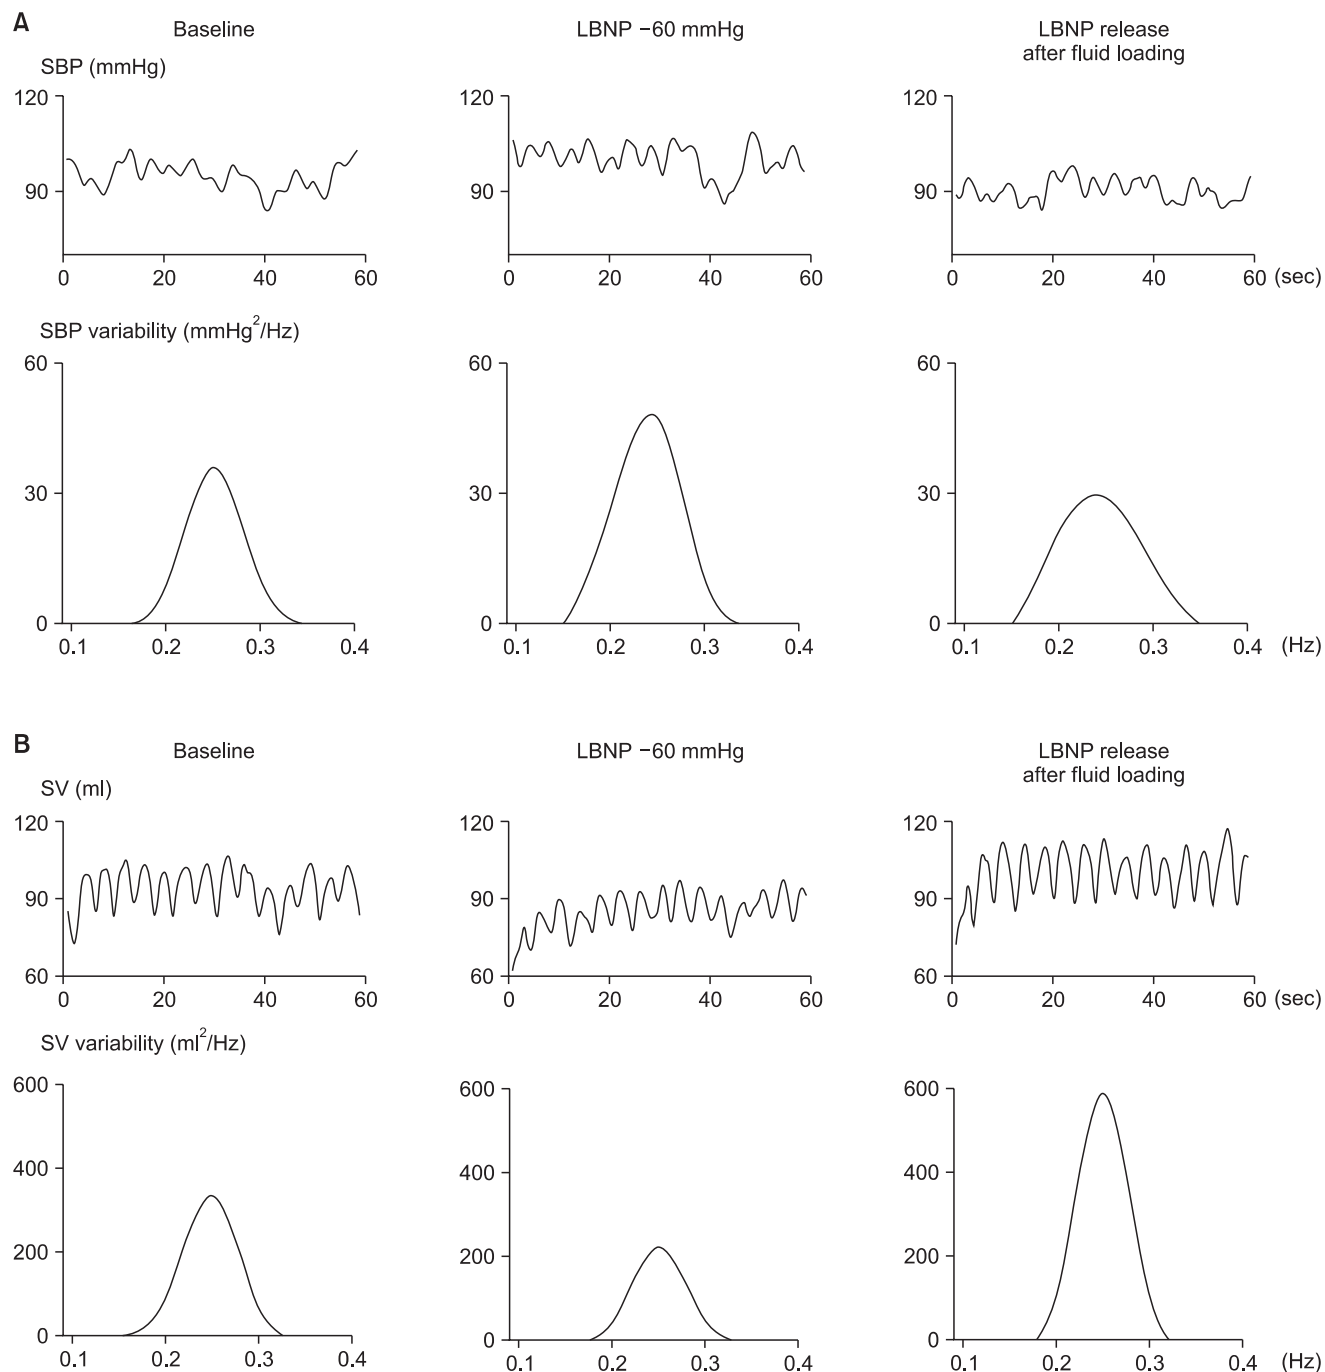 A
Baseline
LBNP −60 mmHg
LBNP release
after fluid loading
SBP (mmHg)
120
90
0 20 40 60
120
90
0 20 40 60
120
90
0 20 40 60 (sec)
SBP variability (mmHg²/Hz)
60
30
0
0.1 0.2 0.3 0.4
60
30
0
0.1 0.2 0.3 0.4
60
30
0
0.1 0.2 0.3 0.4 (Hz)
B
Baseline
LBNP −60 mmHg
LBNP release
after fluid loading
SV (ml)
120
90
60
0 20 40 60
120
90
60
0 20 40 60
120
90
60
0 20 40 60 (sec)
SV variability (ml²/Hz)
600
400
200
0
0.1 0.2 0.3 0.4
600
400
200
0
0.1 0.2 0.3 0.4
600
400
200
0
0.1 0.2 0.3 0.4 (Hz)